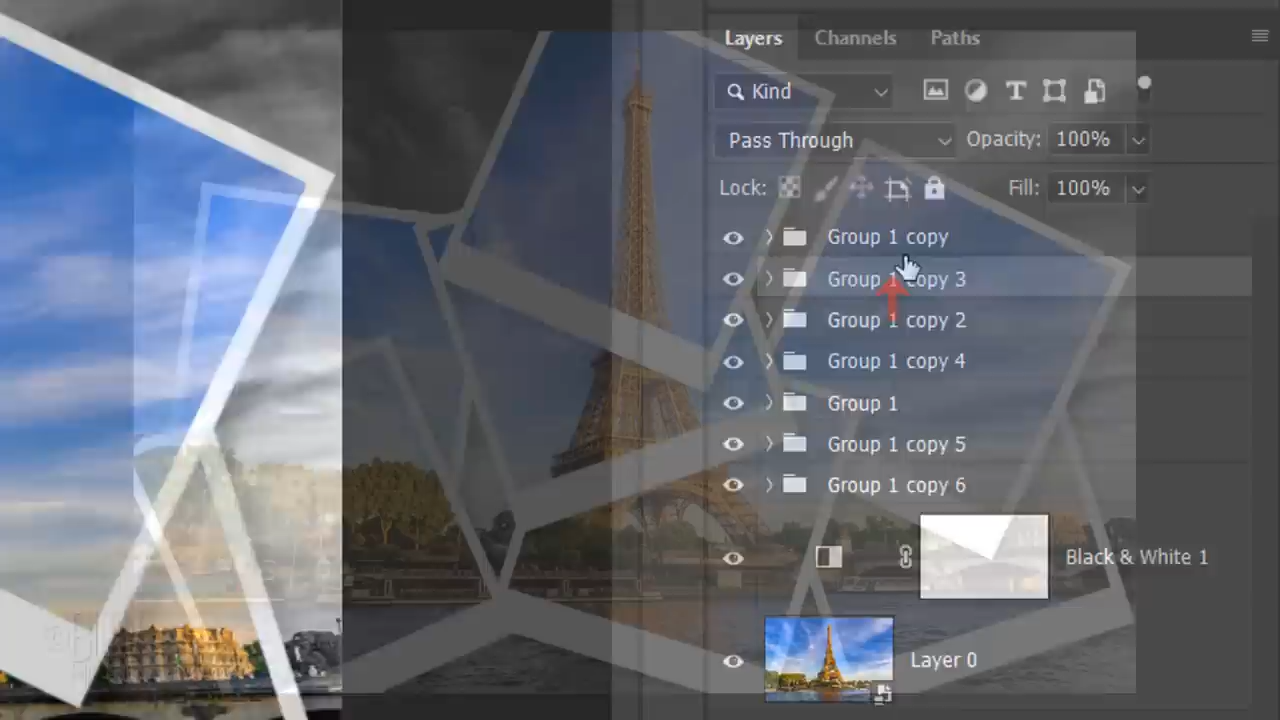 Layers Channels Paths
Kind
Pass Through Opacity: 100%
Lock: Fill: 100%
Group 1 copy
Group 1 copy 3
Group 1 copy 2
Group 1 copy 4
Group 1
Group 1 copy 5
Group 1 copy 6
Black & White 1
Layer 0